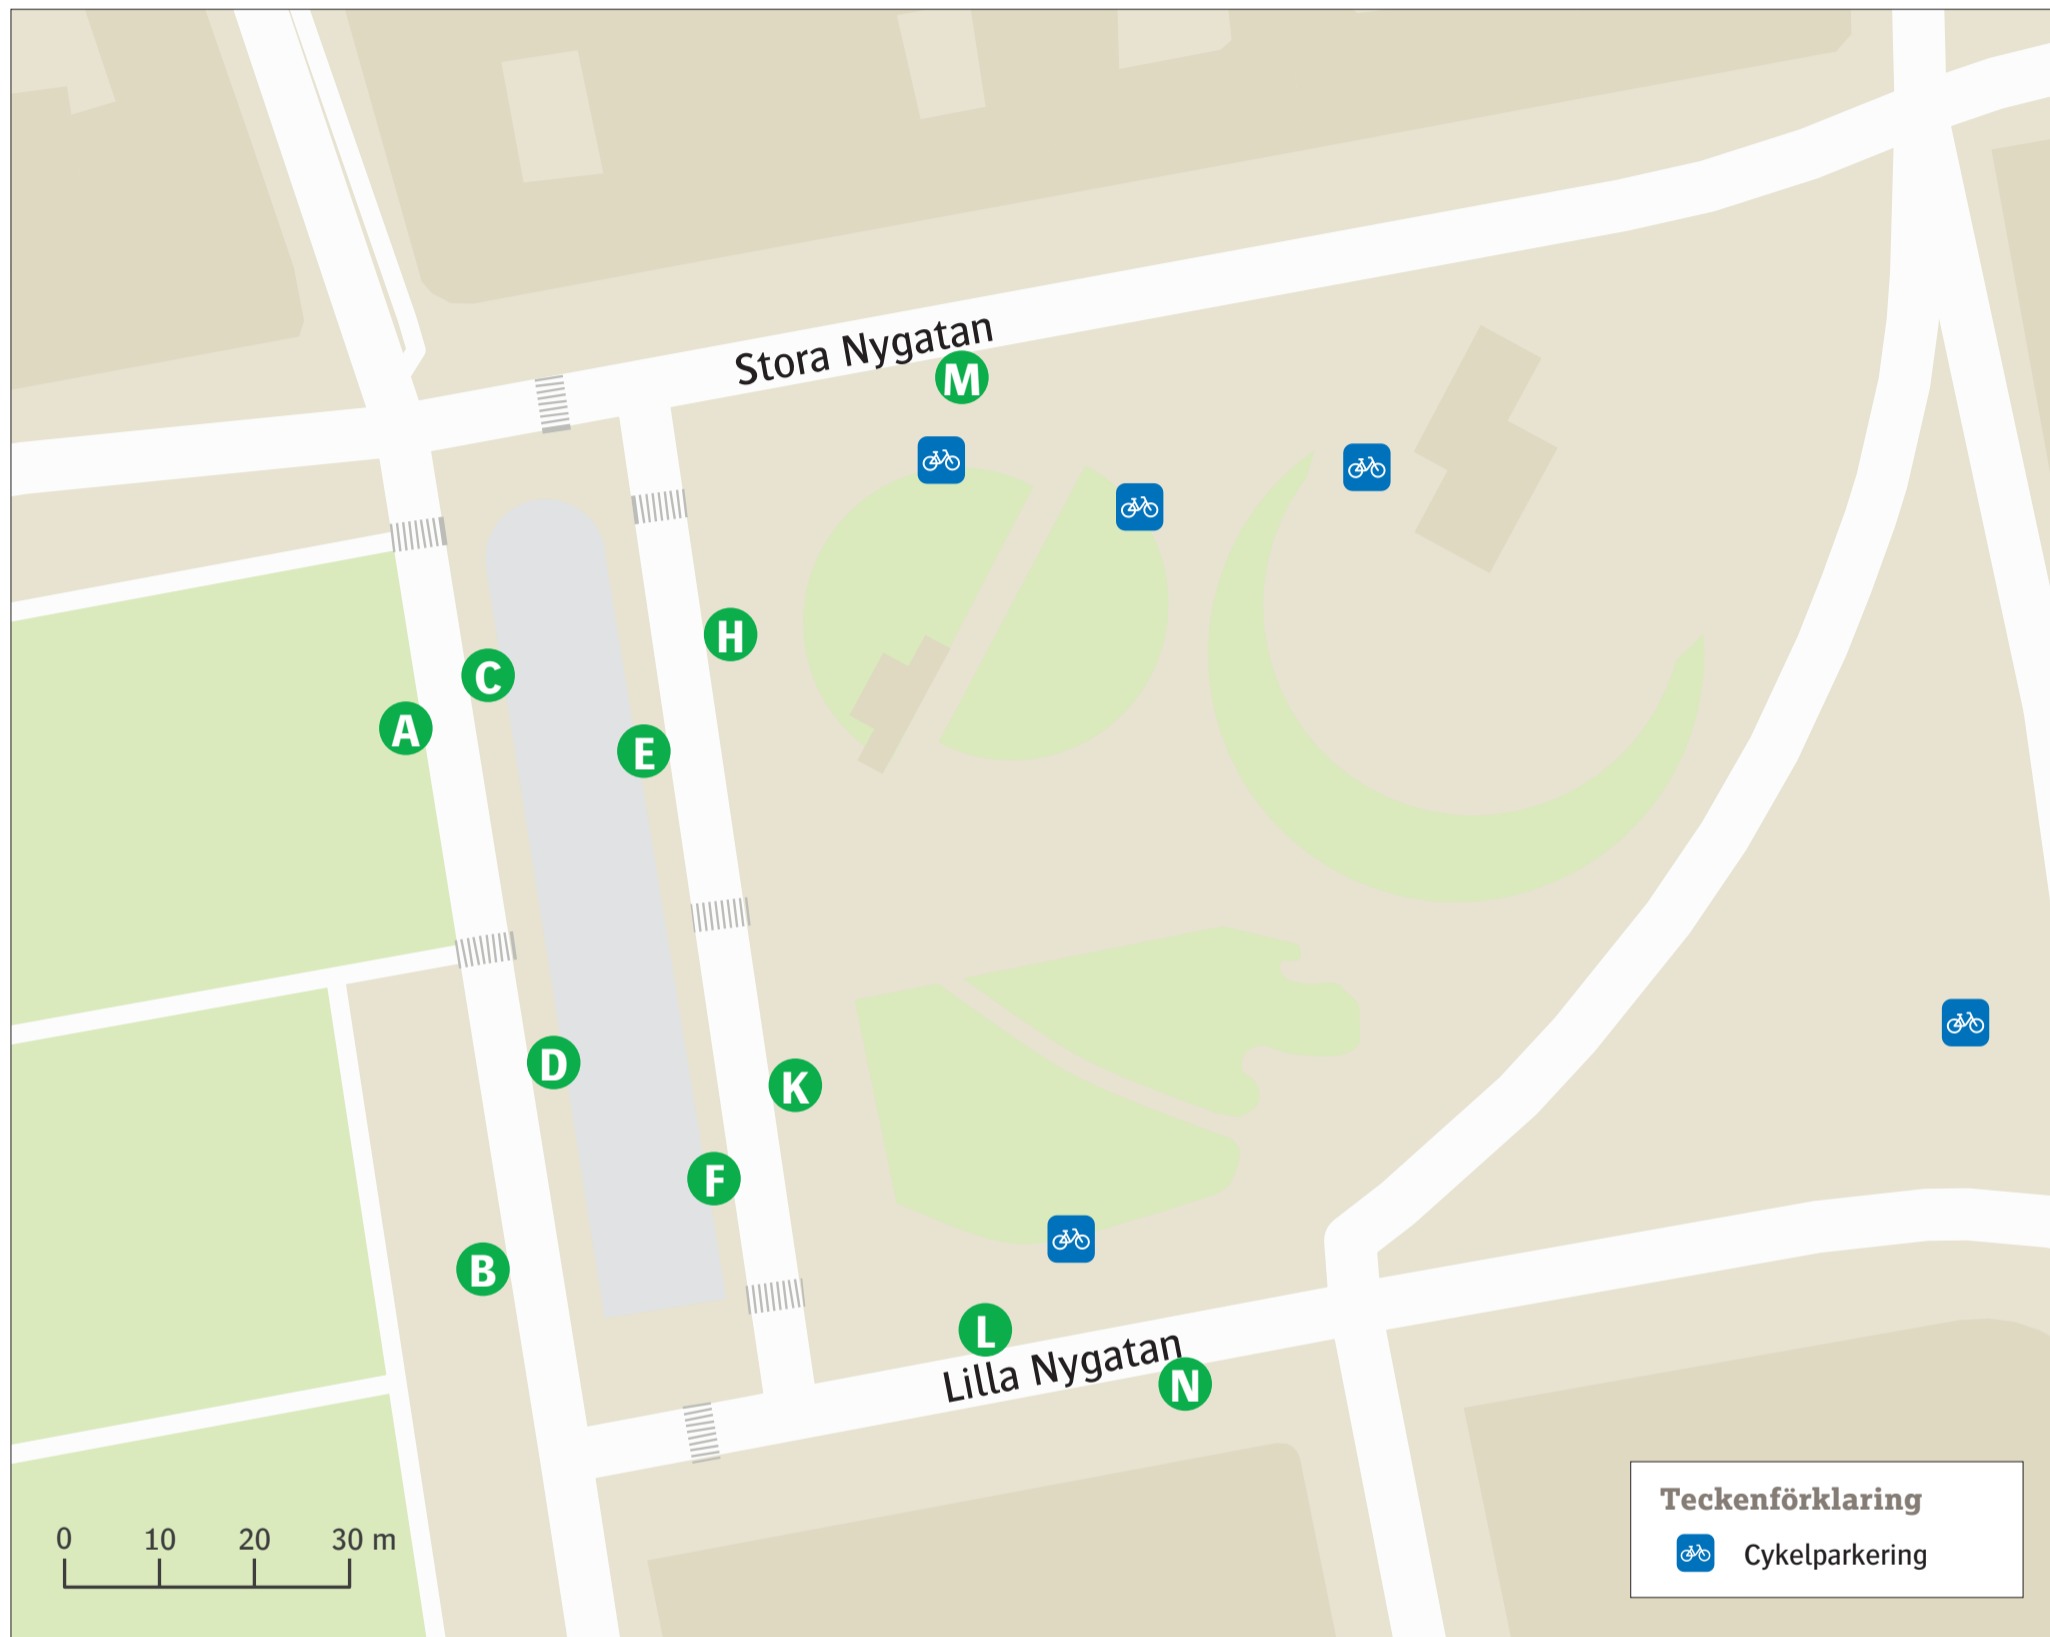 Stora Nygatan
M
H
C
A
E
D
K
F
B
L
Lilla Nygatan
N
0 10 20 30 m
Teckenförklaring
Cykelparkering